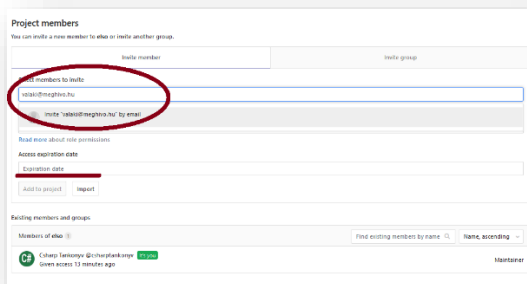 Project members
You can invite a new member to elso or invite another group.
Invite member
Invite group
members to invite
valaki@meghivo.hu
Invite "valaki@meghivo.hu" by email
Read more about role permissions
Access expiration date
Expiration date
Add to project Import
Existing members and groups
Members of elso 1
Find existing members by name
Name, ascending
C# Csharp Tankonyv @csharptankonyv It's you
Given access 13 minutes ago
Maintainer